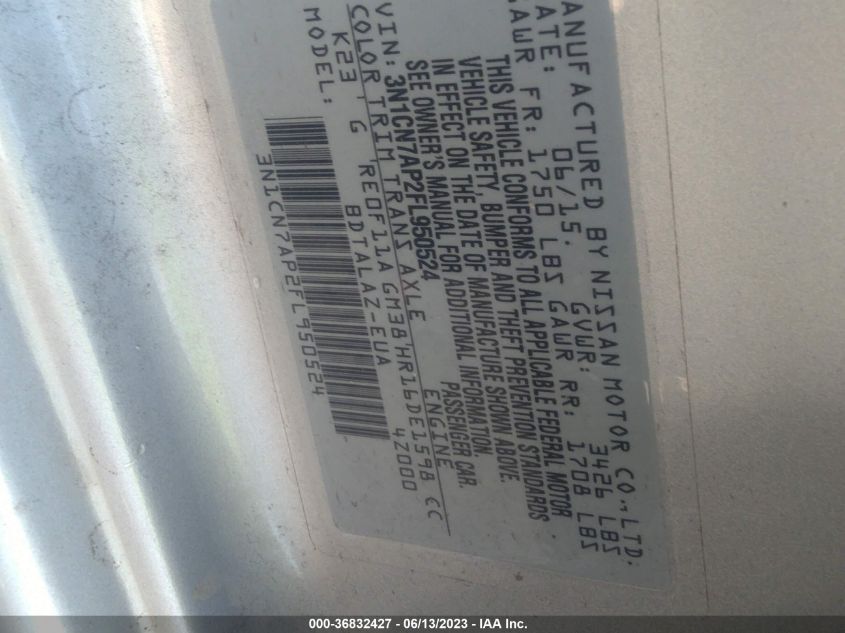 MANUFACTURED BY NISSAN MOTOR CO.,LTD.
DATE: 06/15. GVWR: 3426 LBS
GAWR FR: 1750 LBS GAWR RR: 1708 LBS
THIS VEHICLE CONFORMS TO ALL APPLICABLE FEDERAL MOTOR
VEHICLE SAFETY, BUMPER AND THEFT PREVENTION STANDARDS
IN EFFECT ON THE DATE OF MANUFACTURE SHOWN ABOVE.
SEE OWNER'S MANUAL FOR ADDITIONAL INFORMATION.
VIN: 3N1CN7AP2FL950524 PASSENGER CAR.
COLOR TRIM TRANS AXLE ENGINE
K23 'G 'RE0F11A GM38'HR16DE1598 CC
MODEL: BDTALAZ-EUA 4Z000
3N1CN7AP2FL950524
000-36832427 - 06/13/2023 - IAA Inc.